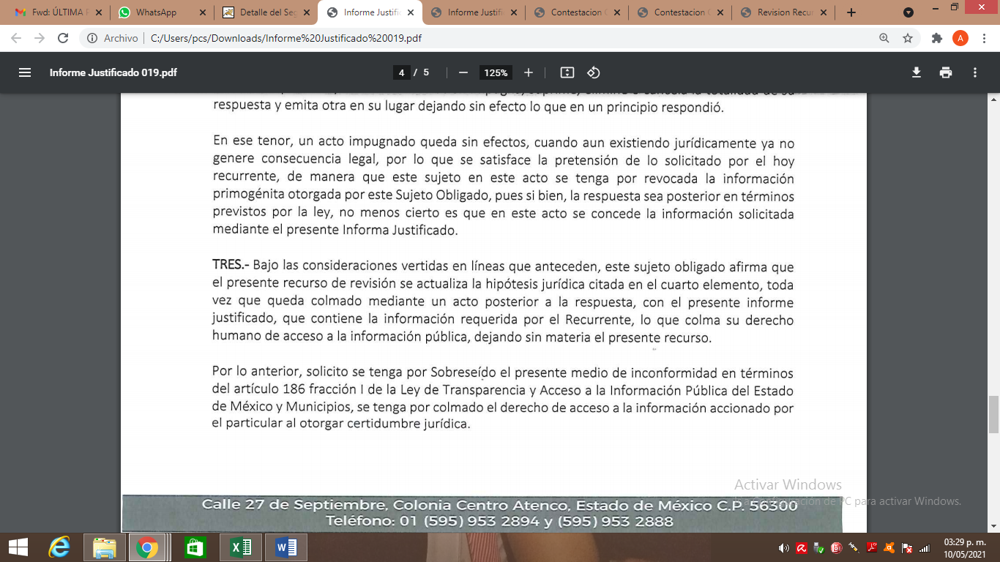 Fwd: ÚLTIMA
WhatsApp
Detalle del Seg
Informe Justifi
Informe Justifi
Contestacion
Contestacion
Revision Recur
Archivo
C:/Users/pcs/Downloads/Informe%20Justificado%20019.pdf
A
Informe Justificado 019.pdf
4 / 5
125%
respuesta y emita otra en su lugar dejando sin efecto lo que en un principio respondió.
En ese tenor, un acto impugnado queda sin efectos, cuando aun existiendo jurídicamente ya no
genere consecuencia legal, por lo que se satisface la pretensión de lo solicitado por el hoy
recurrente, de manera que este sujeto en este acto se tenga por revocada la información
primogénita otorgada por este Sujeto Obligado, pues si bien, la respuesta sea posterior en términos
previstos por la ley, no menos cierto es que en este acto se concede la información solicitada
mediante el presente Informa Justificado.
TRES.- Bajo las consideraciones vertidas en líneas que anteceden, este sujeto obligado afirma que
el presente recurso de revisión se actualiza la hipótesis jurídica citada en el cuarto elemento, toda
vez que queda colmado mediante un acto posterior a la respuesta, con el presente informe
justificado, que contiene la información requerida por el Recurrente, lo que colma su derecho
humano de acceso a la información pública, dejando sin materia el presente recurso.
Por lo anterior, solicito se tenga por Sobreseído el presente medio de inconformidad en términos
del artículo 186 fracción I de la Ley de Transparencia y Acceso a la Información Pública del Estado
de México y Municipios, se tenga por colmado el derecho de acceso a la información accionado por
el particular al otorgar certidumbre jurídica.
Activar Windows
de PC para activar Windows.
Calle 27 de Septiembre, Colonia Centro Atenco, Estado de México C.P. 56300
Teléfono: 01 (595) 953 2894 y (595) 953 2888
03:29 p. m.
10/05/2021